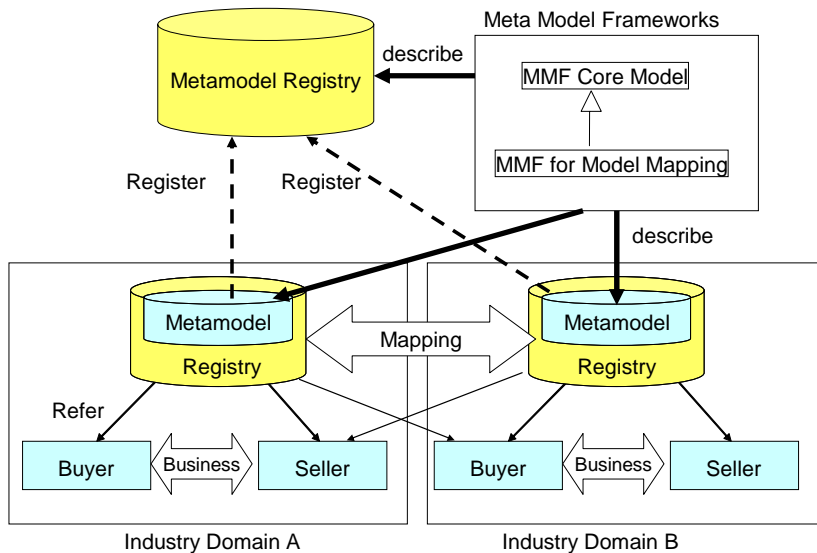 Meta Model Frameworks
describe
Metamodel Registry
MMF Core Model
MMF for Model Mapping
Register
Register
describe
Metamodel
Metamodel
Mapping
Registry
Registry
Refer
Buyer
Business
Seller
Buyer
Business
Seller
Industry Domain A
Industry Domain B